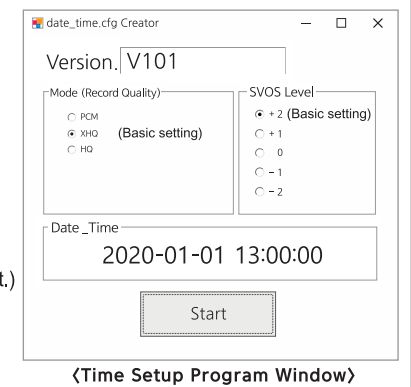 date_time.cfg Creator
Version. V101
Mode (Record Quality)
PCM
XHQ (Basic setting)
HQ
SVOS Level
+ 2 (Basic setting)
+ 1
0
- 1
- 2
Date _Time
2020-01-01 13:00:00
t.)
Start
〈Time Setup Program Window〉